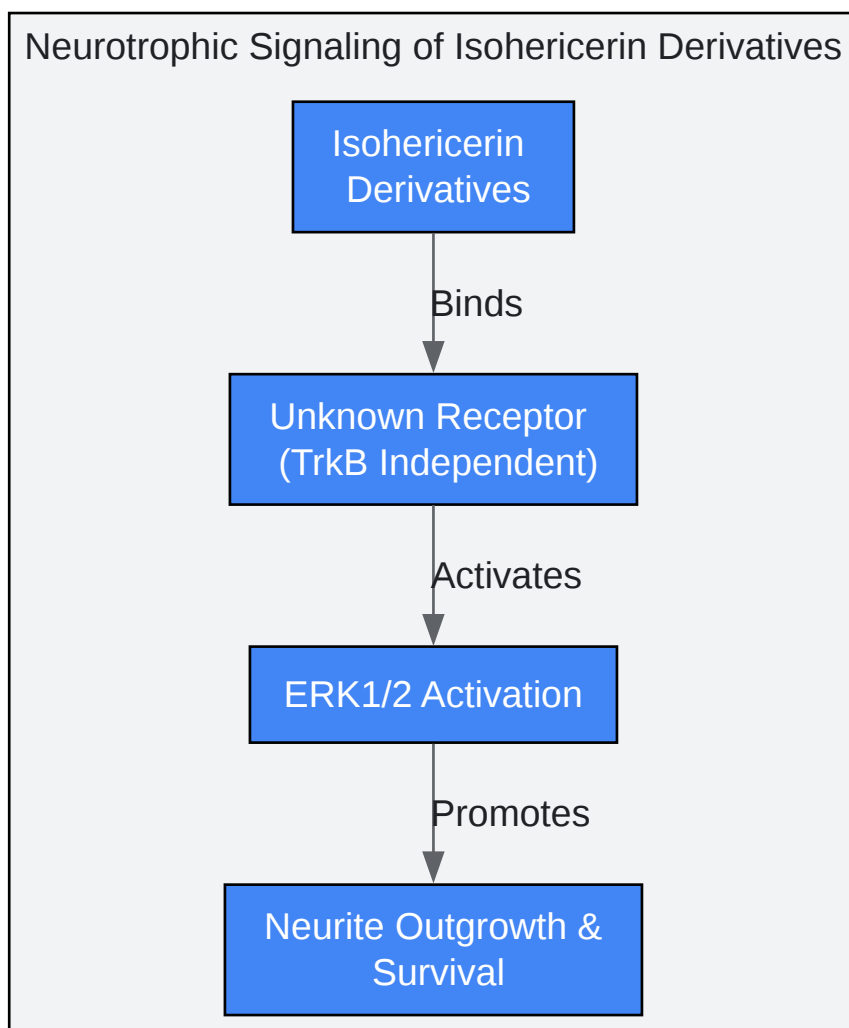 Neurotrophic Signaling of Isohericerin Derivatives
Isohericerin
Derivatives
Binds
Unknown Receptor
(TrkB Independent)
Activates
ERK1/2 Activation
Promotes
Neurite Outgrowth &
Survival